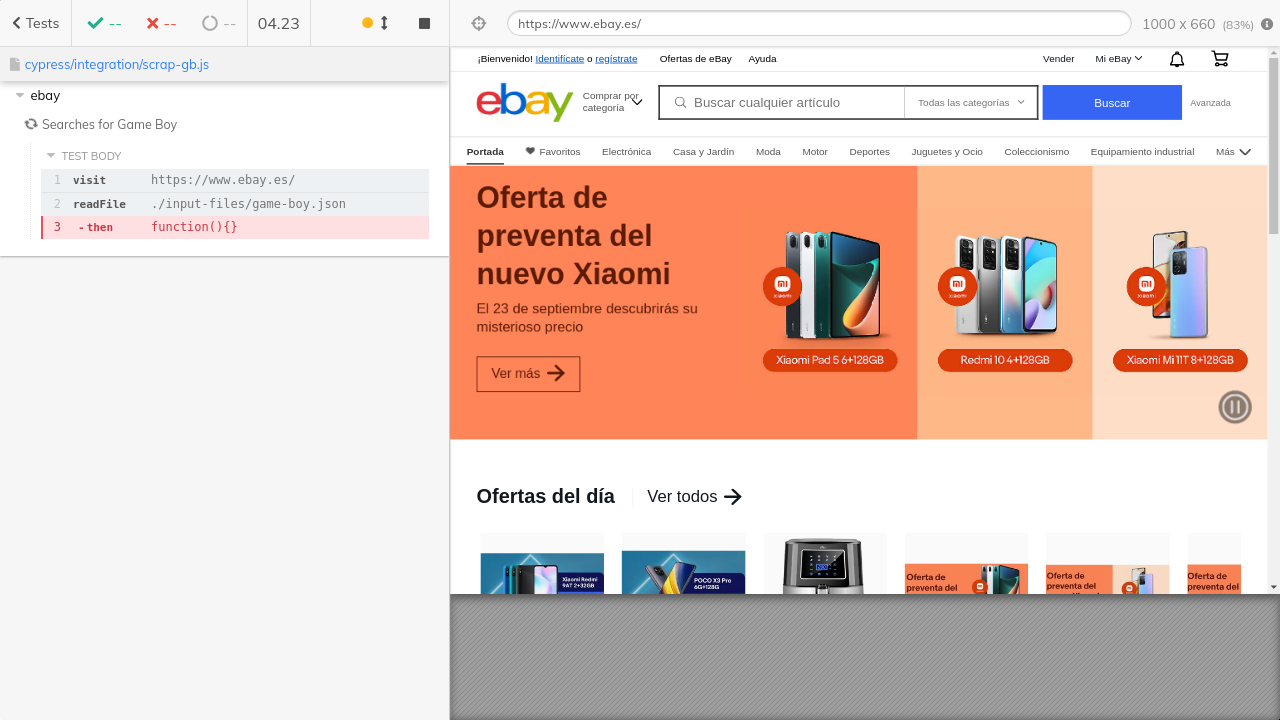 Tests
--
--
--
04.23
https://www.ebay.es/
1000 x 660 (83%)
cypress/integration/scrap-gb.js
ebay
Searches for Game Boy
TEST BODY
1 visit https://www.ebay.es/
2 readFile ./input-files/game-boy.json
3 -then function(){}
¡Bienvenido! Identifícate o regístrate
Ofertas de eBay
Ayuda
Vender
Mi eBay
ebay
Comprar por
categoría
Buscar cualquier artículo
Todas las categorías
Buscar
Avanzada
Portada
Favoritos
Electrónica
Casa y Jardín
Moda
Motor
Deportes
Juguetes y Ocio
Coleccionismo
Equipamiento industrial
Más
Oferta de
preventa del
nuevo Xiaomi
El 23 de septiembre descubrirás su
misterioso precio
Ver más
xiaomi
Xiaomi Pad 5 6+128GB
xiaomi
Redmi 10 4+128GB
xiaomi
Xiaomi Mi 11T 8+128GB
Ofertas del día
Ver todos
Xiaomi Redmi
9AT 2+32GB
POCO X3 Pro
6G+128G
Oferta de
preventa del
Oferta de
preventa del
Oferta de
preventa del